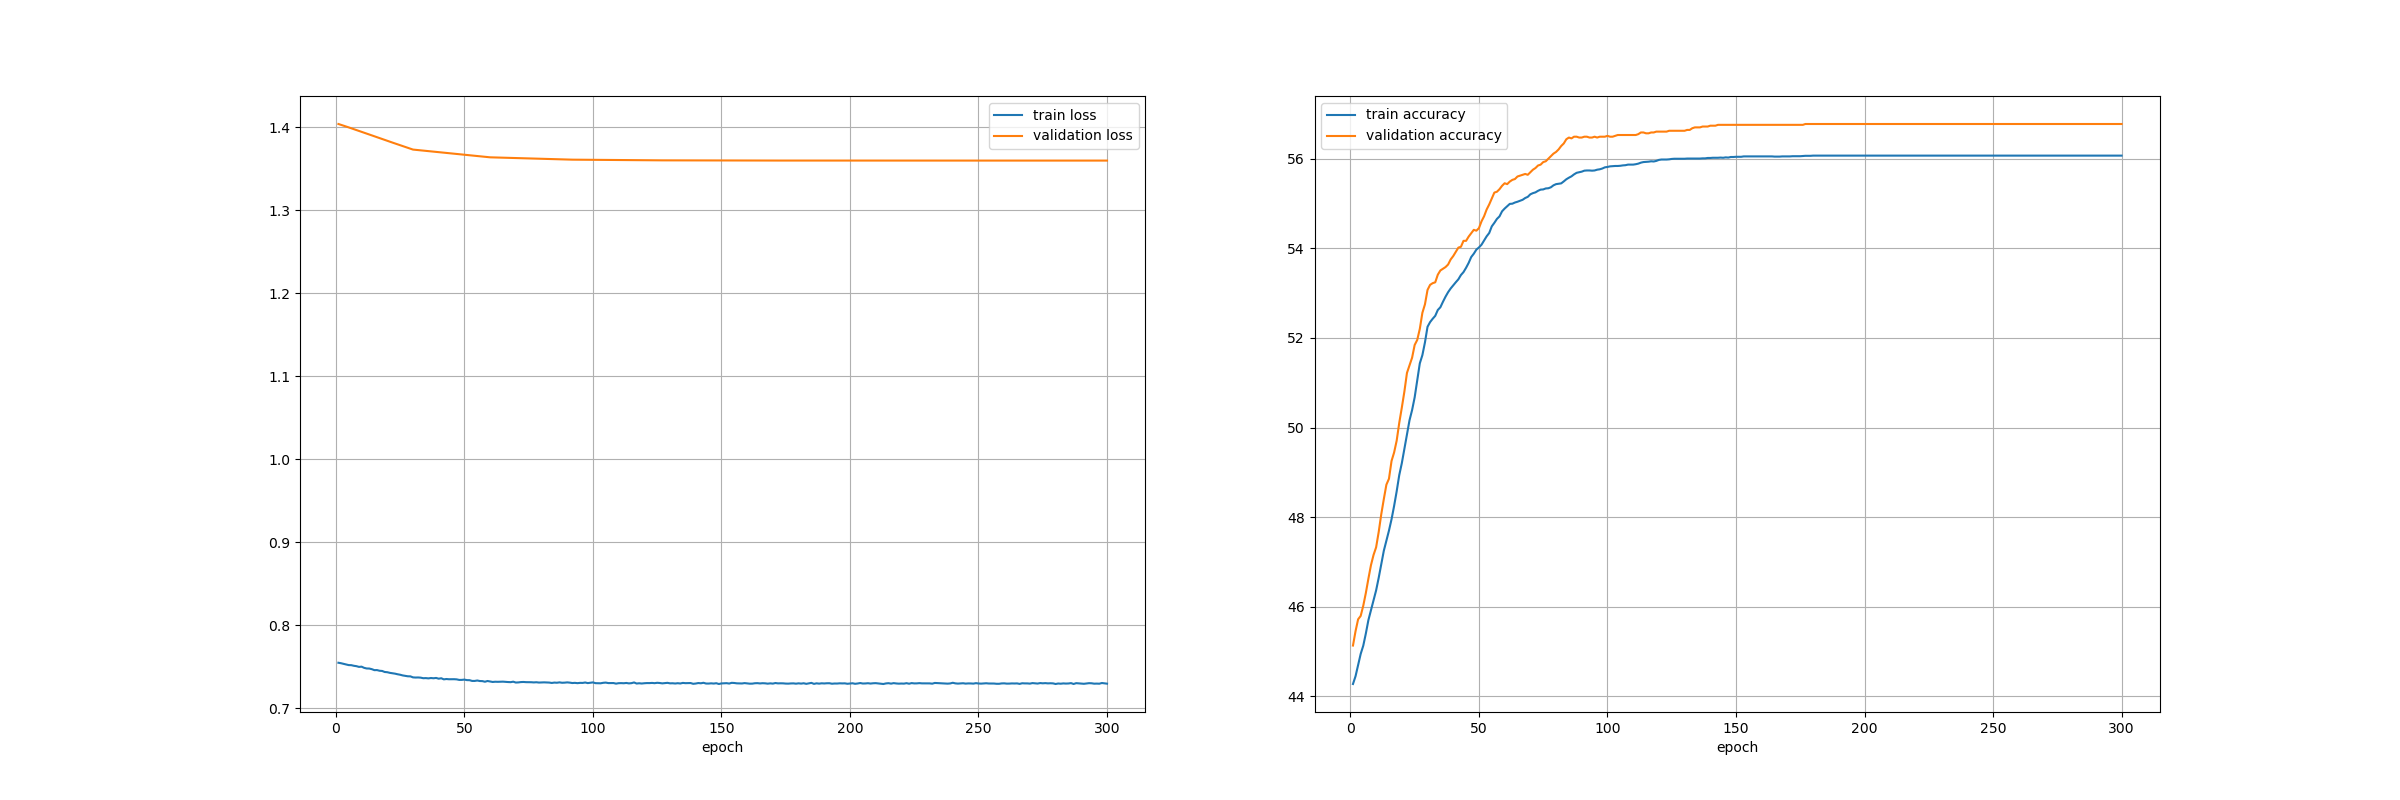 train loss
validation loss
1.4
1.3
1.2
1.1
1.0
0.9
0.8
0.7
0 50 100 150 200 250 300
epoch
train accuracy
validation accuracy
56
54
52
50
48
46
44
0 50 100 150 200 250 300
epoch